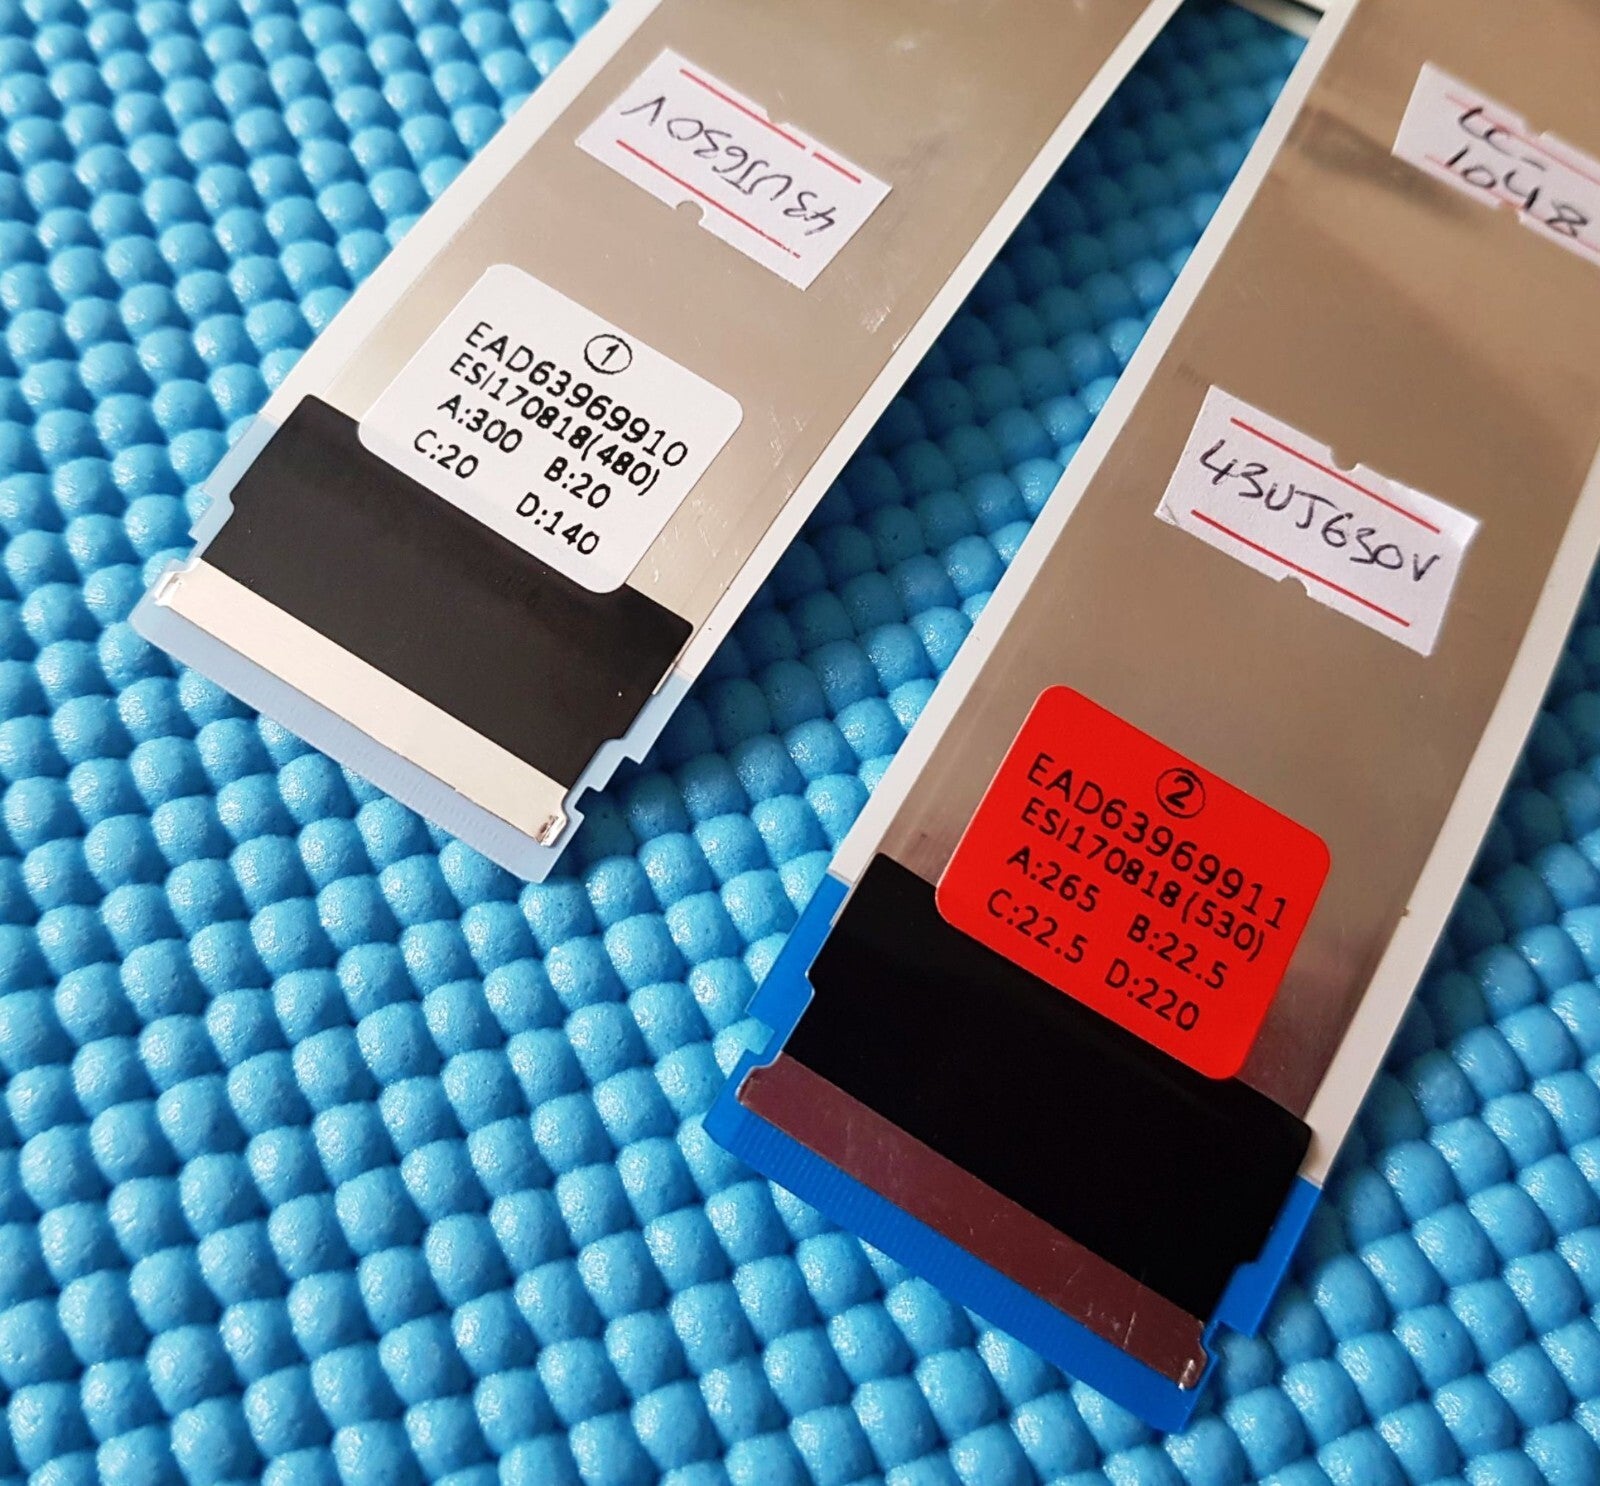 43UJ630V
①
EAD63969910
ESI170818(480)
A:300 B:20
C:20 D:140
LC-
1048
43UJ630V
②
EAD63969911
ESI170818(530)
A:265 B:22.5
C:22.5 D:220